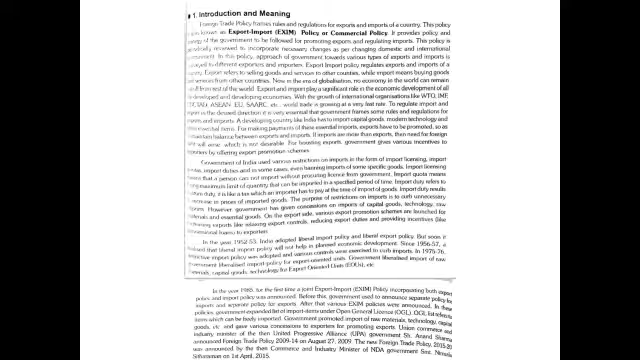 1. Introduction and Meaning
Foreign Trade Policy frames rules and regulations for exports and imports of a country. This policy
is also known as Export-Import (EXIM) Policy or Commercial Policy. It provides policy and
strategy of the government to be followed for promoting exports and regulating imports. This policy is
periodically reviewed to incorporate necessary changes as per changing domestic and international
environment. In this policy, approach of government towards various types of exports and imports is
conveyed to different exporters and importers. Export Import policy regulates exports and imports of a
country. Export refers to selling goods and services to other countries, while import means buying goods
and services from other countries. Now in the era of globalisation, no economy in the world can remain
cut off from rest of the world. Export and import play a significant role in the economic development of all
the developed and developing economies. With the growth of international organisations like WTO, IMF,
UNCTAD, ASEAN, EU, SAARC, etc., world trade is growing at a very fast rate. To regulate import and
export in the desired direction it is very essential that government frames some rules and regulations for
exports and imports. A developing country like India has to import capital goods, modern technology and
other essential items. For making payments of these essential imports, exports have to be promoted, so as
to maintain balance between exports and imports. If imports are more than exports, then need for foreign
debt will arise which is not desirable. For boosting exports, government gives various incentives to
exporters by offering export promotion schemes.
Government of India used various restrictions on imports in the form of import licensing, import
quotas, import duties and in some cases, even banning imports of some specific goods. Import licensing
means that a person can not import without procuring licence from government. Import quota means
fixing maximum limit of quantity that can be imported in a specified period of time. Import duty refers to
custom duty, it is like a tax which an importer has to pay at the time of import of goods. Import duty results
in increase in prices of imported goods. The purpose of restrictions on imports is to curb unnecessary
imports. However government has given concessions on imports of capital goods, technology, raw
materials and essential goods. On the export side, various export promotion schemes are launched for
increasing exports like relaxing export controls, reducing export duties and providing incentives like
promotional loans to exporters.
In the year 1952-53, India adopted liberal import policy and liberal export policy. But soon it
realised that liberal import policy will not help in planned economic development. Since 1956-57, a
restrictive import policy was adopted and various controls were exercised to curb imports. In 1975-76,
government liberalised import policy for export-oriented units. Government liberalised import of raw
materials, capital goods, technology for Export Oriented Units (EOUs), etc.
In the year 1985, for the first time a joint Export-Import (EXIM) Policy incorporating both export
policy and import policy was announced. Before this, government used to announce separate policy for
imports and separate policy for exports. After that various EXIM policies were announced. In these
policies, government expanded list of import-items under Open General Licence (OGL). OGL list refers to
items which can be freely imported. Government promoted import of raw materials, technology, capital
goods, etc. and gave various concessions to exporters for promoting exports. Union commerce and
industry minister of the then United Progressive Alliance (UPA) government Sh. Anand Sharma
announced Foreign Trade Policy 2009-14 on August 27, 2009. The new Foreign Trade Policy, 2015-20
was announced by the then Commerce and Industry Minister of NDA government Smt. Nirmala
Sitharaman on 1st April, 2015.